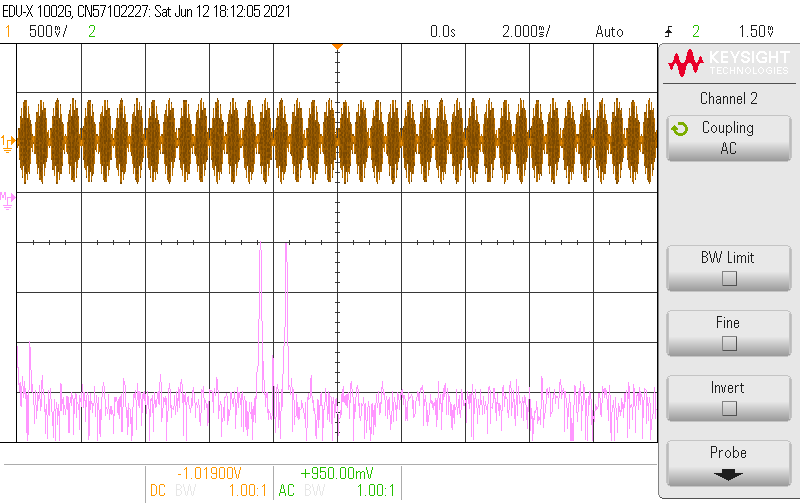 EDU-X 1002G, CN57102227: Sat Jun 12 18:12:05 2021
1 500mV/ 2 0.0s 2.000ms/ Auto 2 1.50V
KEYSIGHT
TECHNOLOGIES
Channel 2
Coupling
AC
1
M
BW Limit
Fine
Invert
Probe
-1.01900V +950.00mV
DC BW 1.00:1 AC BW 1.00:1